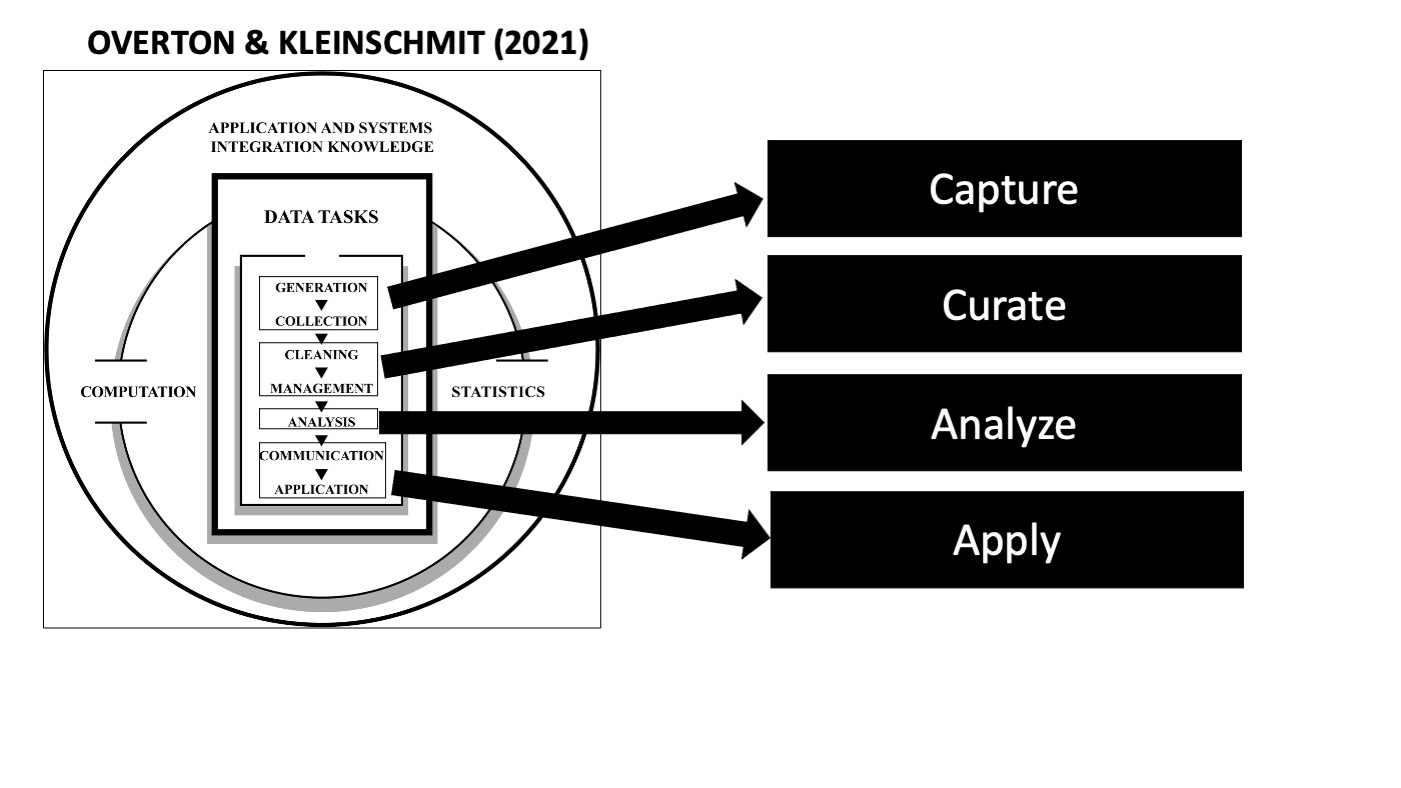 OVERTON & KLEINSCHMIT (2021)
APPLICATION AND SYSTEMS
INTEGRATION KNOWLEDGE
DATA TASKS
GENERATION
COLLECTION
CLEANING
MANAGEMENT
ANALYSIS
COMMUNICATION
APPLICATION
COMPUTATION
STATISTICS
Capture
Curate
Analyze
Apply